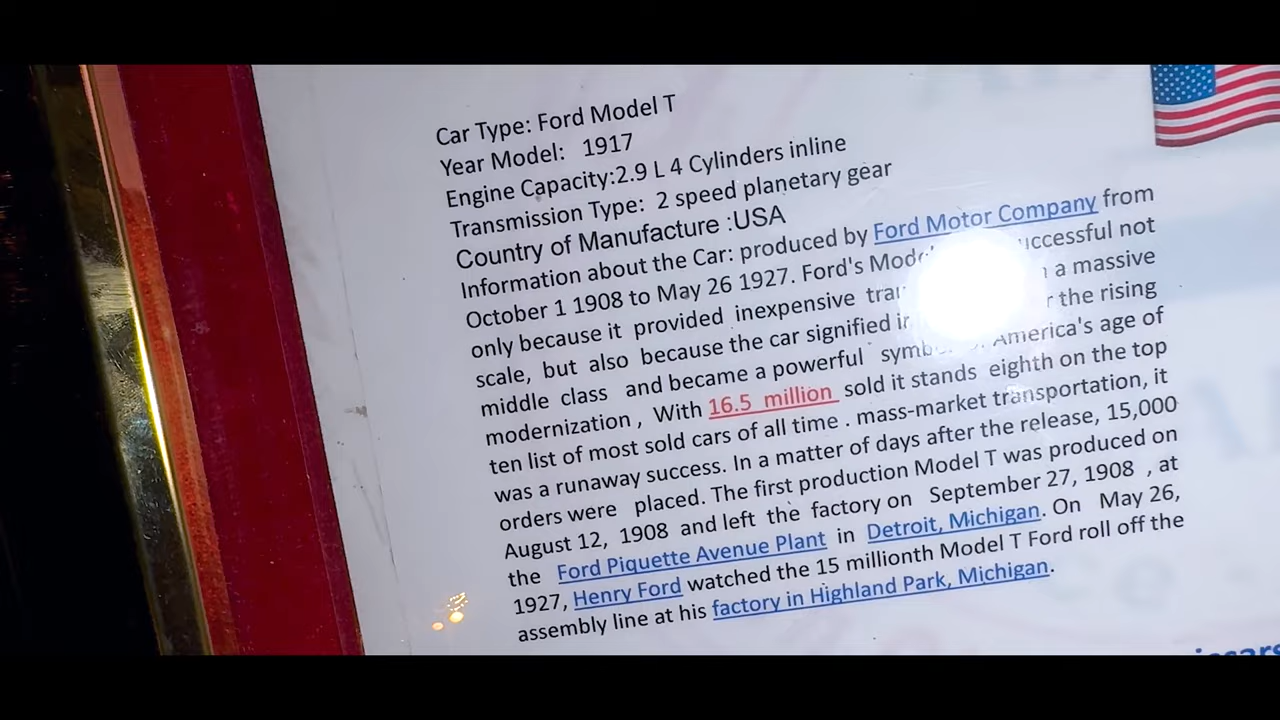 Car Type: Ford Model T
Year Model: 1917
Engine Capacity:2.9 L 4 Cylinders inline
Transmission Type: 2 speed planetary gear
Country of Manufacture :USA
Information about the Car: produced by Ford Motor Company from
October 1 1908 to May 26 1927. Ford's not
only because it provided inexpensive a massive
scale, but also because the car signified the rising
middle class and became a powerful America's age of
modernization , With 16.5 million sold it stands eighth on the top
ten list of most sold cars of all time . mass-market transportation, it
was a runaway success. In a matter of days after the release, 15,000
orders were placed. The first production Model T was produced on
August 12, 1908 and left the factory on September 27, 1908 , at
the Ford Piquette Avenue Plant in Detroit, Michigan. On May 26,
1927, Henry Ford watched the 15 millionth Model T Ford roll off the
assembly line at his factory in Highland Park, Michigan.